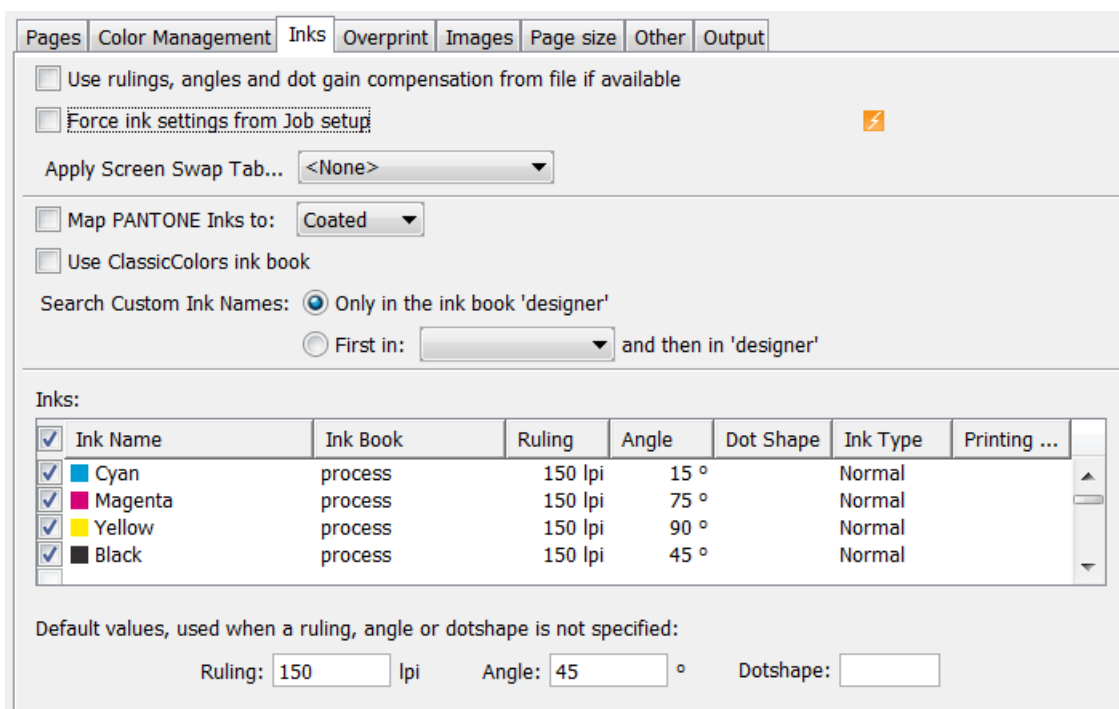 Pages Color Management Inks Overprint Images Page size Other Output
Use rulings, angles and dot gain compensation from file if available
Force ink settings from Job setup
Apply Screen Swap Tab... <None>
Map PANTONE Inks to: Coated
Use ClassicColors ink book
Search Custom Ink Names: Only in the ink book 'designer'
First in: and then in 'designer'
Inks:
Ink Name Ink Book Ruling Angle Dot Shape Ink Type Printing ...
Cyan process 150 lpi 15 º Normal
Magenta process 150 lpi 75 º Normal
Yellow process 150 lpi 90 º Normal
Black process 150 lpi 45 º Normal
Default values, used when a ruling, angle or dotshape is not specified:
Ruling: 150 lpi Angle: 45 º Dotshape: